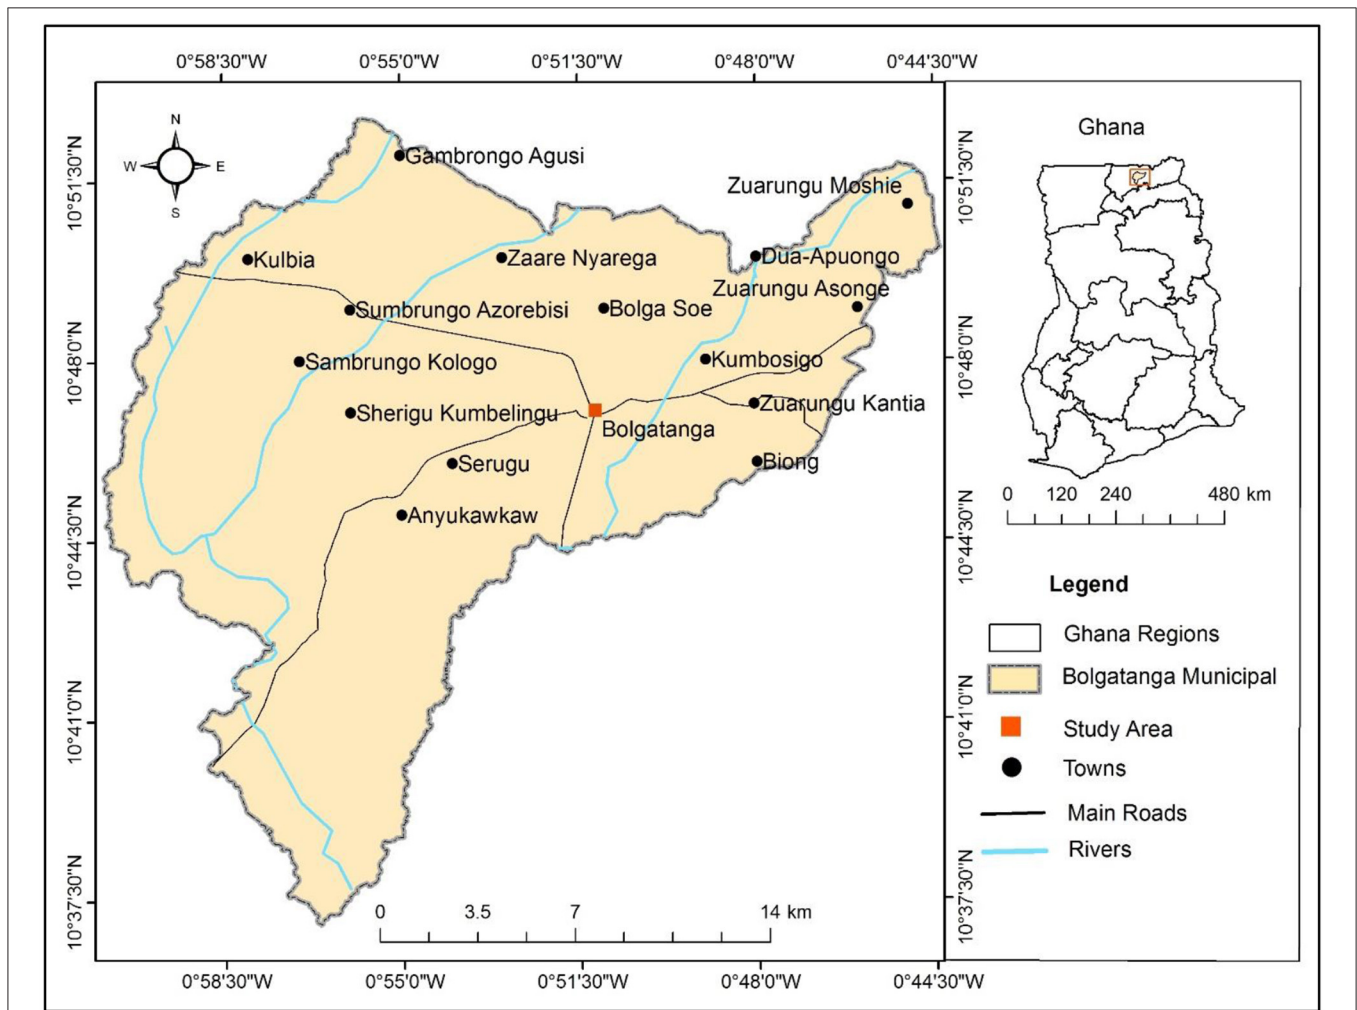 0°58'30"W 0°55'0"W 0°51'30"W 0°48'0"W 0°44'30"W
10°51'30"N
10°48'0"N
10°44'30"N
10°41'0"N
10°37'30"N
N
W E
S
Gambrongo Agusi
Zuarungu Moshie
Kulbia
Zaare Nyarega
Dua-Apuongo
Zuarungu Asonge
Sumbrungo Azorebisi
Bolga Soe
Sambrungo Kologo
Kumbosigo
Sherigu Kumbelingu
Zuarungu Kantia
Bolgatanga
Serugu
Biong
Anyukawkaw
0 3.5 7 14 km
0°58'30"W 0°55'0"W 0°51'30"W 0°48'0"W 0°44'30"W
10°51'30"N
10°48'0"N
10°44'30"N
10°41'0"N
10°37'30"N
Ghana
0 120 240 480 km
Legend
Ghana Regions
Bolgatanga Municipal
Study Area
Towns
Main Roads
Rivers